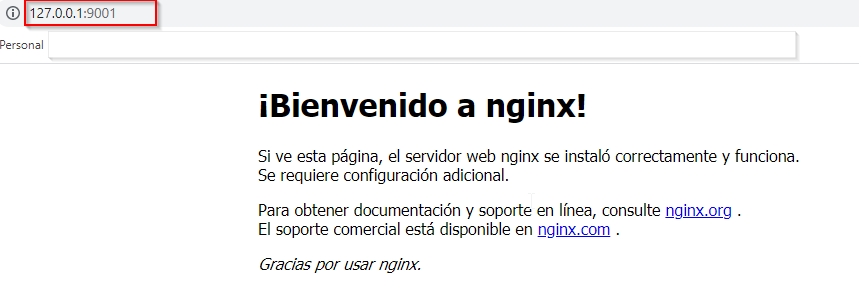 127.0.0.1:9001
Personal
¡Bienvenido a nginx!
Si ve esta página, el servidor web nginx se instaló correctamente y funciona.
Se requiere configuración adicional.
Para obtener documentación y soporte en línea, consulte nginx.org .
El soporte comercial está disponible en nginx.com .
Gracias por usar nginx.